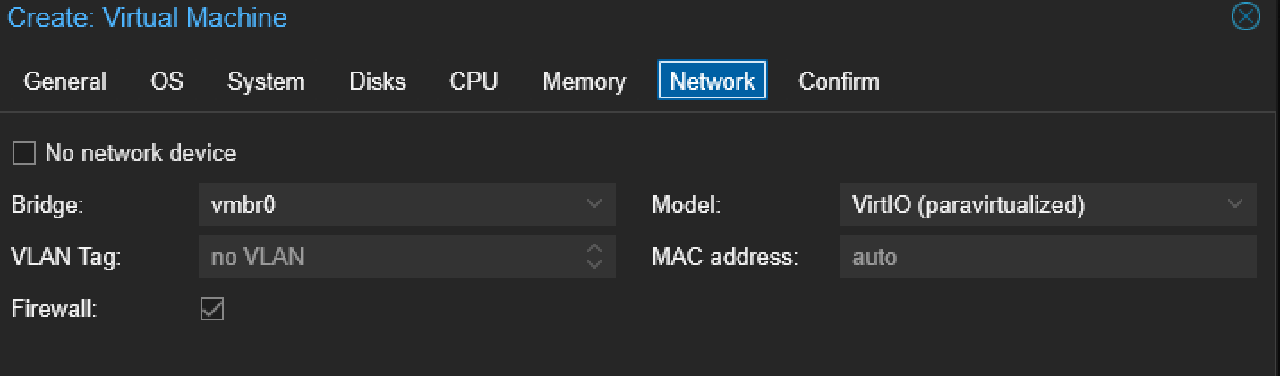 Create: Virtual Machine
General OS System Disks CPU Memory Network Confirm
No network device
Bridge: vmbr0 Model: VirtIO (paravirtualized)
VLAN Tag: no VLAN MAC address: auto
Firewall: